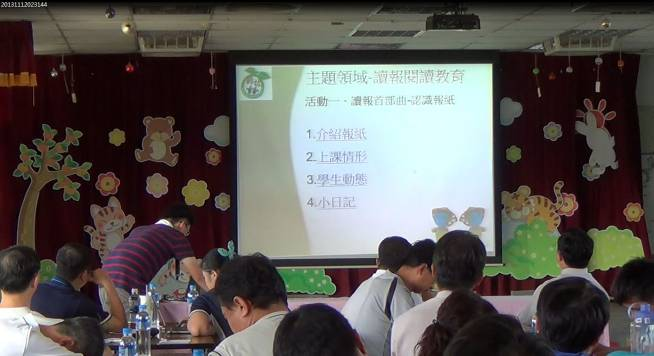 20131112023144
主題領域-讀報閱讀教育
活動一．讀報首部曲-認識報紙
1.介紹報紙
2.上課情形
3.學生動態
4.小日記